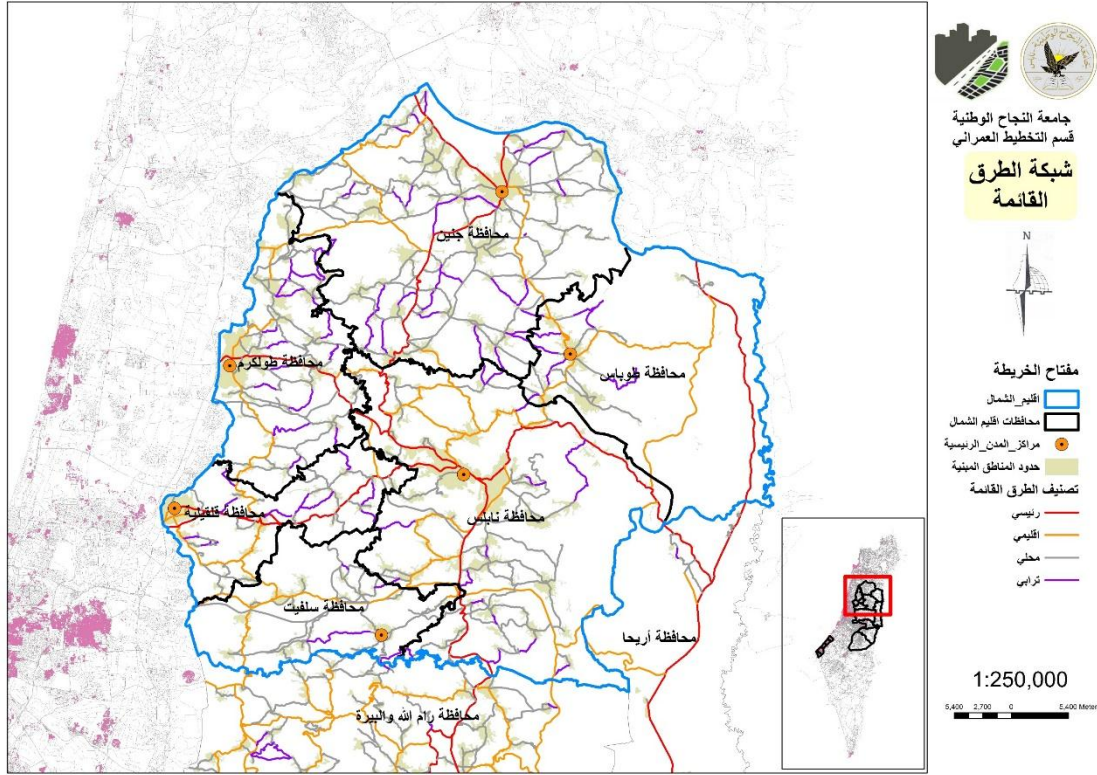 جامعة النجاح الوطنية
قسم التخطيط العمراني
شبكة الطرق
القائمة
N
مفتاح الخريطة
اقليم_الشمال
محافظات اقليم الشمال
مراكز_المدن_الرئيسية
حدود المناطق المبنية
تصنيف الطرق القائمة
رئيسي
اقليمي
محلي
ترابي
1:250,000
5,400 2,700 0 5,400 Meter
محافظة جنين
محافظة طولكرم
محافظة طوباس
محافظة قلقيلية
محافظة نابلس
محافظة سلفيت
محافظة أريحا
محافظة رام الله والبيرة